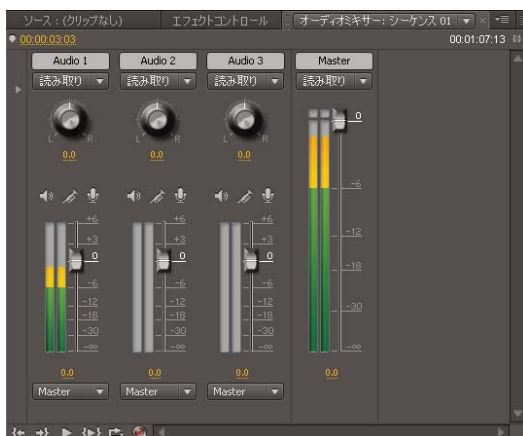 ソース：(クリップなし) エフェクトコントロール オーディオミキサー：シーケンス 01
00:00:03:03 00:01:07:13
Audio 1 Audio 2 Audio 3 Master
読み取り 読み取り 読み取り 読み取り
L R L R L R
0.0 0.0 0.0
0
-6
-12
-18
-30
-∞
+6 +6 +6
+3 +3 +3
0 0 0
-6 -6 -6
-12 -12 -12
-18 -18 -18
-30 -30 -30
-∞ -∞ -∞
0.0 0.0 0.0 0.0
Master Master Master